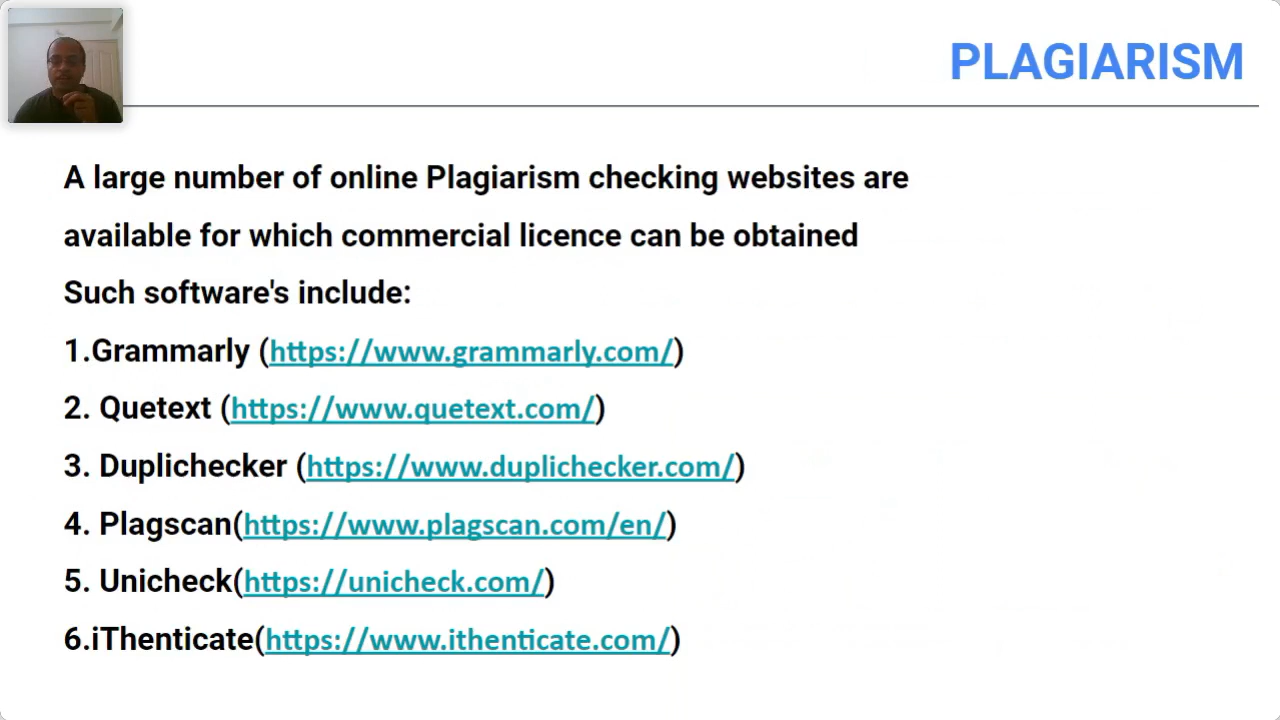 PLAGIARISM
A large number of online Plagiarism checking websites are
available for which commercial licence can be obtained
Such software's include:
1.Grammarly (https://www.grammarly.com/)
2. Quetext (https://www.quetext.com/)
3. Duplichecker (https://www.duplichecker.com/)
4. Plagscan(https://www.plagscan.com/en/)
5. Unicheck(https://unicheck.com/)
6.iThenticate(https://www.ithenticate.com/)